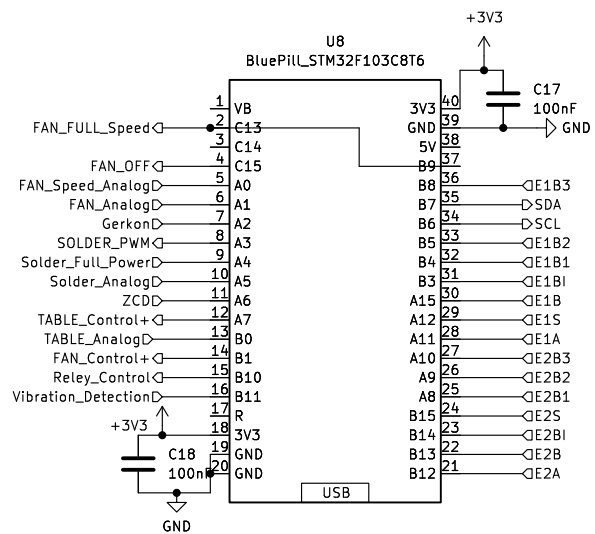 +3V3
U8
BluePill_STM32F103C8T6
C17
100nF
GND
1 VB 3V3 40
FAN_FULL_Speed 2 C13 GND 39
3 C14 5V 38
FAN_OFF 4 C15 B9 37
FAN_Speed_Analog 5 A0 B8 36 E1B3
FAN_Analog 6 A1 B7 35 SDA
Gerkon 7 A2 B6 34 SCL
SOLDER_PWM 8 A3 B5 33 E1B2
Solder_Full_Power 9 A4 B4 32 E1B1
Solder_Analog 10 A5 B3 31 E1BI
ZCD 11 A6 A15 30 E1B
TABLE_Control+ 12 A7 A12 29 E1S
TABLE_Analog 13 B0 A11 28 E1A
FAN_Control+ 14 B1 A10 27 E2B3
Reley_Control 15 B10 A9 26 E2B2
Vibration_Detection 16 B11 A8 25 E2B1
17 R B15 24 E2S
+3V3 18 3V3 B14 23 E2BI
C18 19 GND B13 22 E2B
100nF 20 GND B12 21 E2A
USB
GND